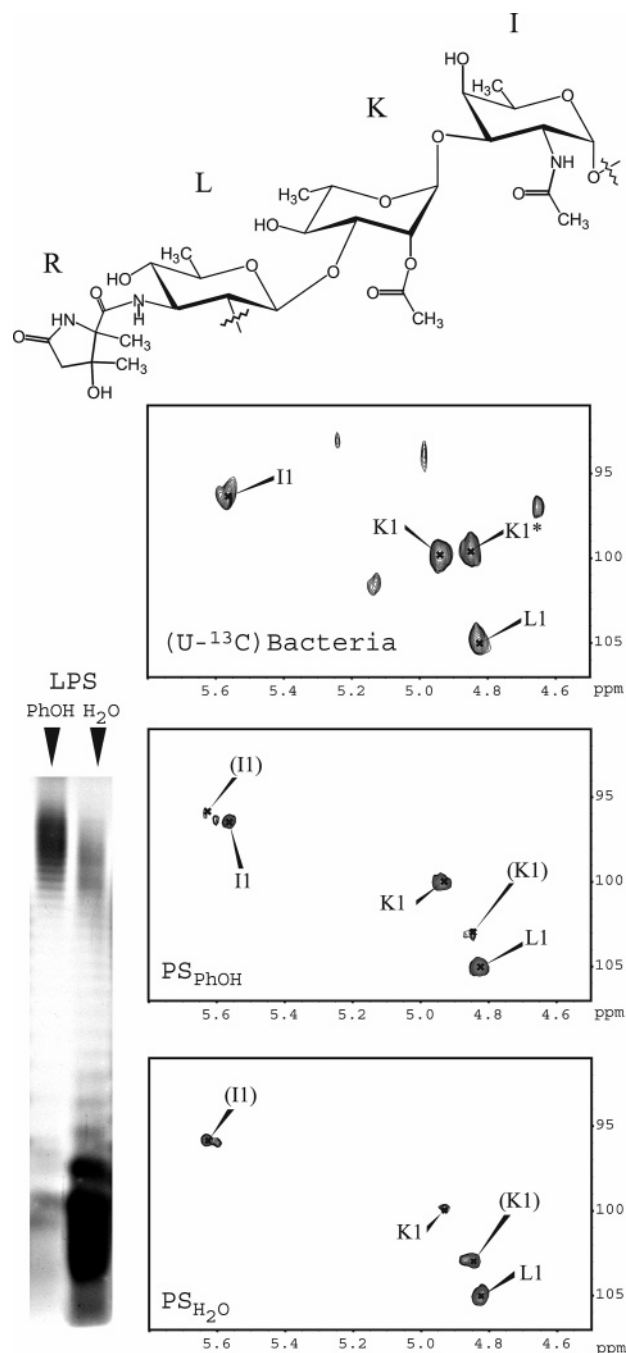 I
K
L
R
HO
H₃C
O
O
NH
O
O
CH₃
H₃C
HO
O
O
O
CH₃
H₃C
HO
O
O
N
H
NH
O
CH₃
CH₃
OH
I1
K1
K1*
L1
(U-¹³C)Bacteria
95
100
105
5.6 5.4 5.2 5.0 4.8 4.6 ppm
LPS
PhOH H₂O
(I1)
I1
K1
(K1)
L1
PS_PhOH
95
100
105
5.6 5.4 5.2 5.0 4.8 4.6 ppm
(I1)
K1
(K1)
L1
PS_H₂O
95
100
105
5.6 5.4 5.2 5.0 4.8 4.6 ppm